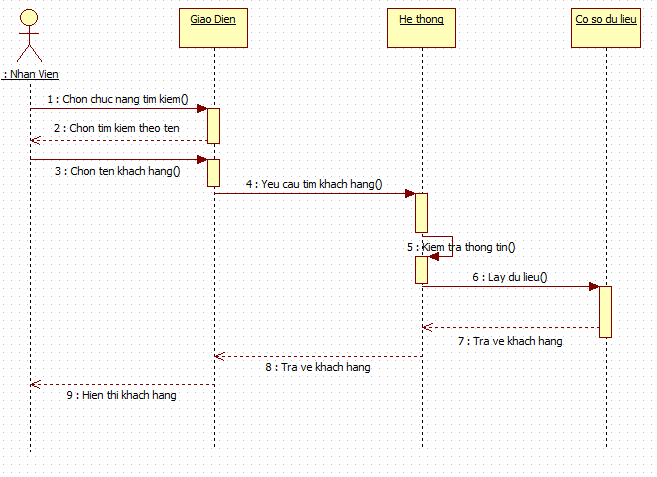 Giao Dien
He thong
Co so du lieu
: Nhan Vien
1 : Chon chuc nang tim kiem()
2 : Chon tim kiem theo ten
3 : Chon ten khach hang()
4 : Yeu cau tim khach hang()
5 : Kiem tra thong tin()
6 : Lay du lieu()
7 : Tra ve khach hang
8 : Tra ve khach hang
9 : Hien thi khach hang